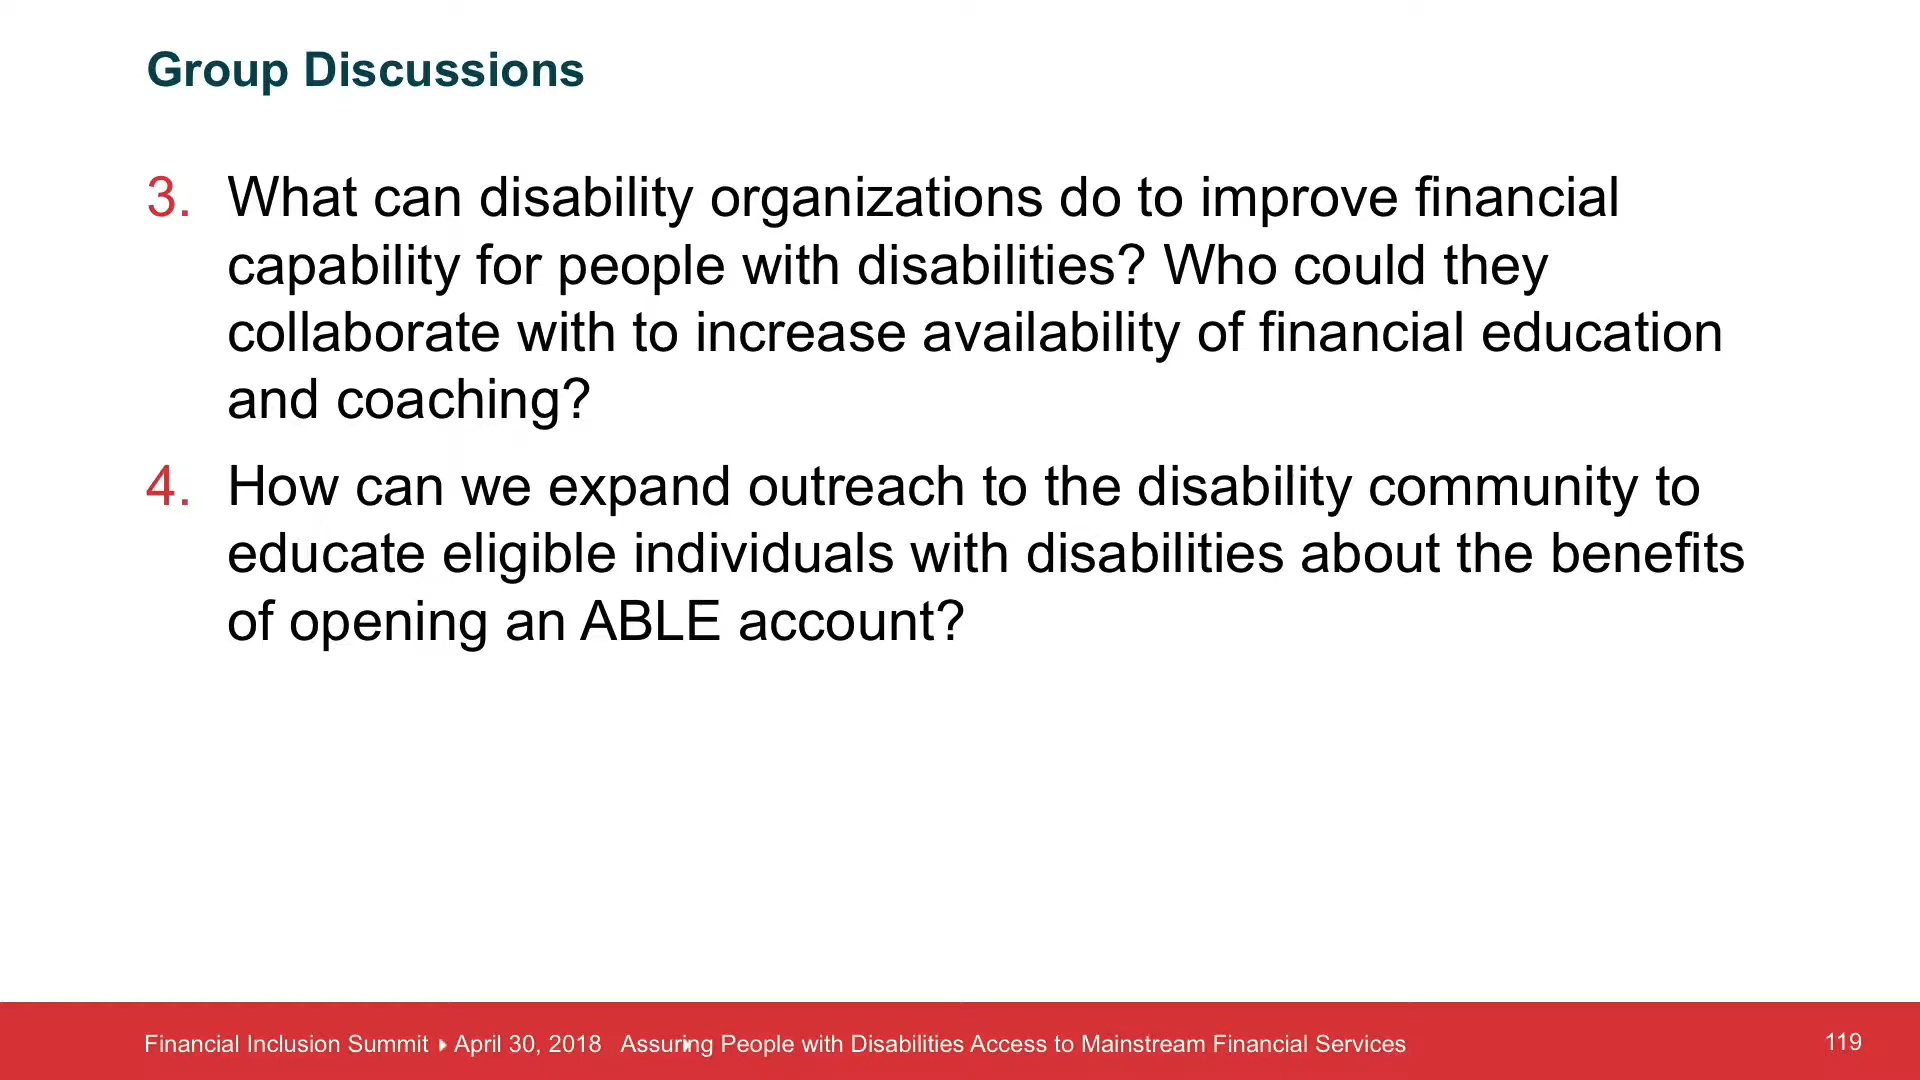 Group Discussions
3. What can disability organizations do to improve financial
capability for people with disabilities? Who could they
collaborate with to increase availability of financial education
and coaching?
4. How can we expand outreach to the disability community to
educate eligible individuals with disabilities about the benefits
of opening an ABLE account?
Financial Inclusion Summit April 30, 2018 Assuring People with Disabilities Access to Mainstream Financial Services 119